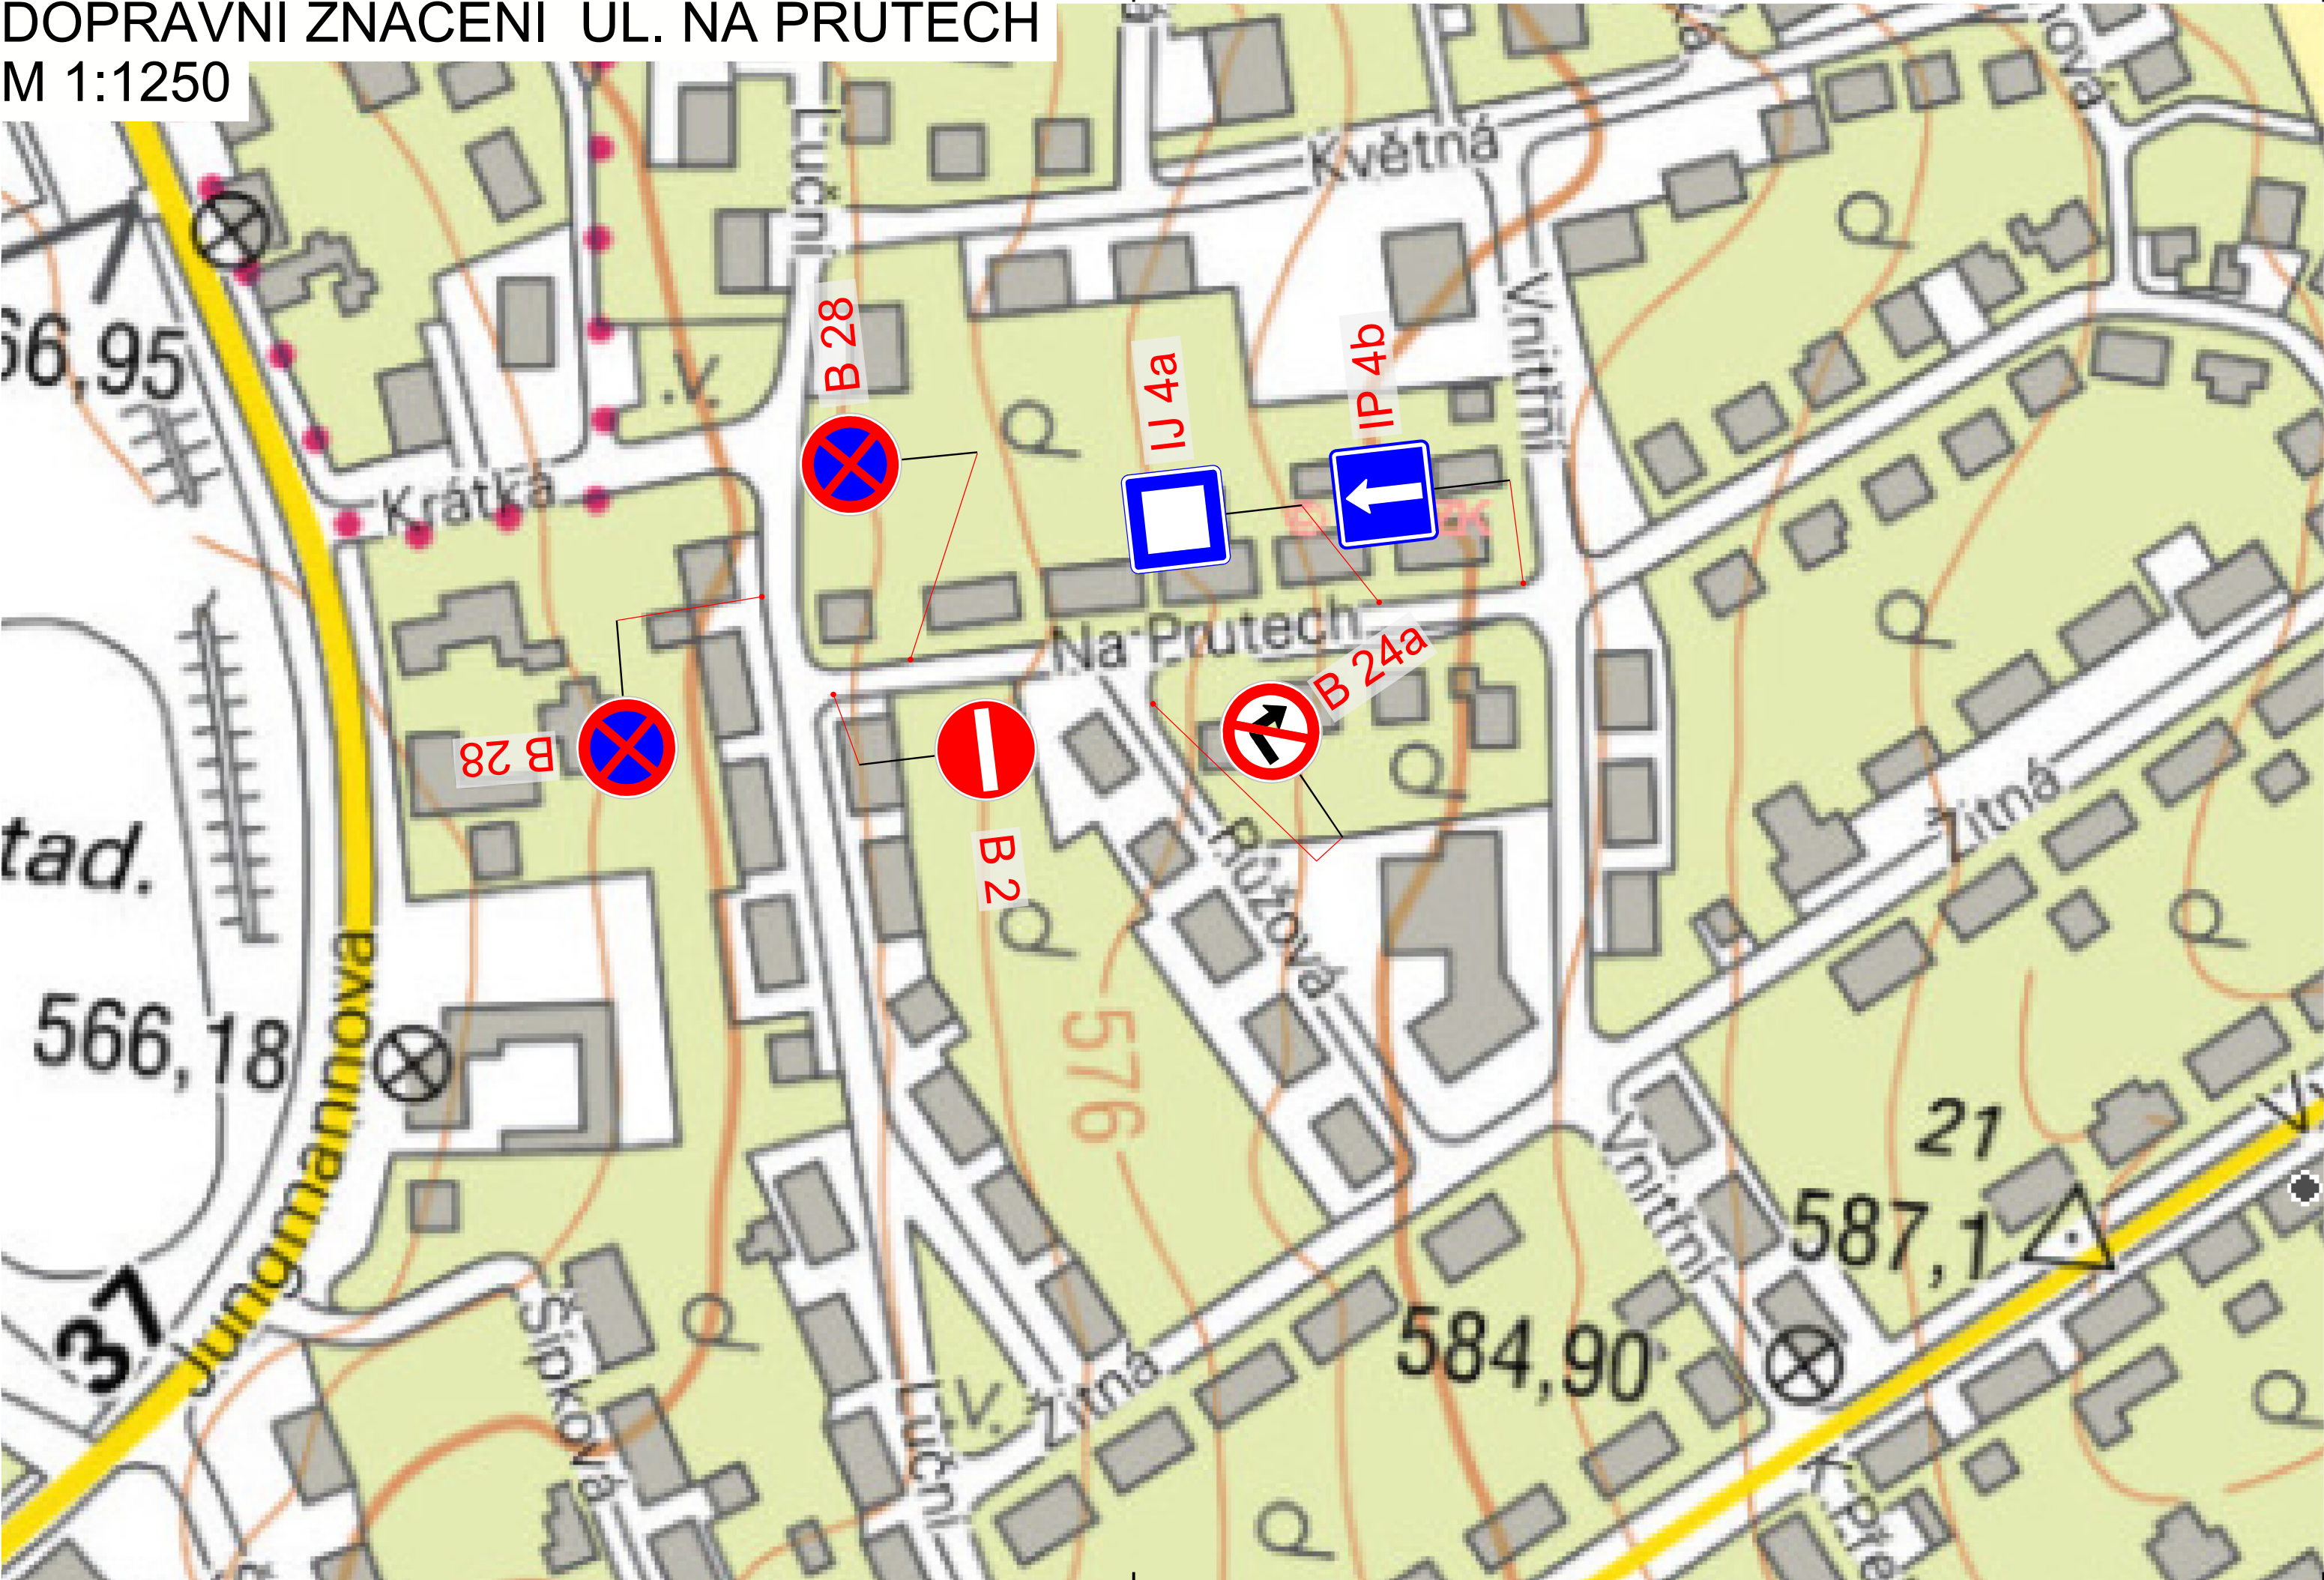 DOPRAVNÍ ZNAČENÍ UL. NA PRUTECH
M 1:1250
Luční
Květná
66,95
B 28
IJ 4a
IP 4b
Vnitřní
Krátká
Na Prutech
B 24a
B 28
B 2
Žitná
tad.
Růžová
Jungmannova
566,18
576
Vnitřní
21
587,1
37
Šípková
584,90
Žitná
Luční